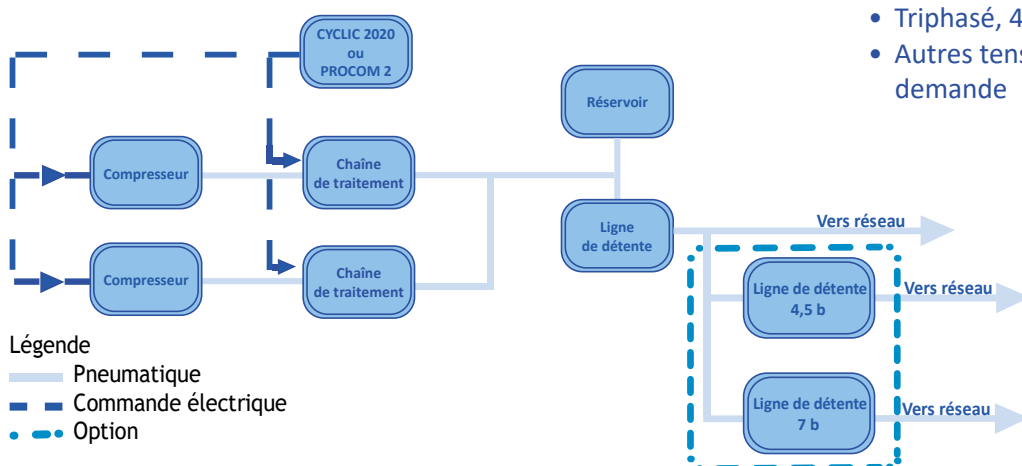 CYCLIC 2020
ou
PROCOM 2
• Triphasé, 4
• Autres
demande
Réservoir
Compresseur
Chaîne
de traitement
Ligne
de détente
Vers réseau
Compresseur
Chaîne
de traitement
Ligne de détente
4,5 b
Vers réseau
Ligne de détente
7 b
Vers réseau
Légende
Pneumatique
Commande électrique
Option